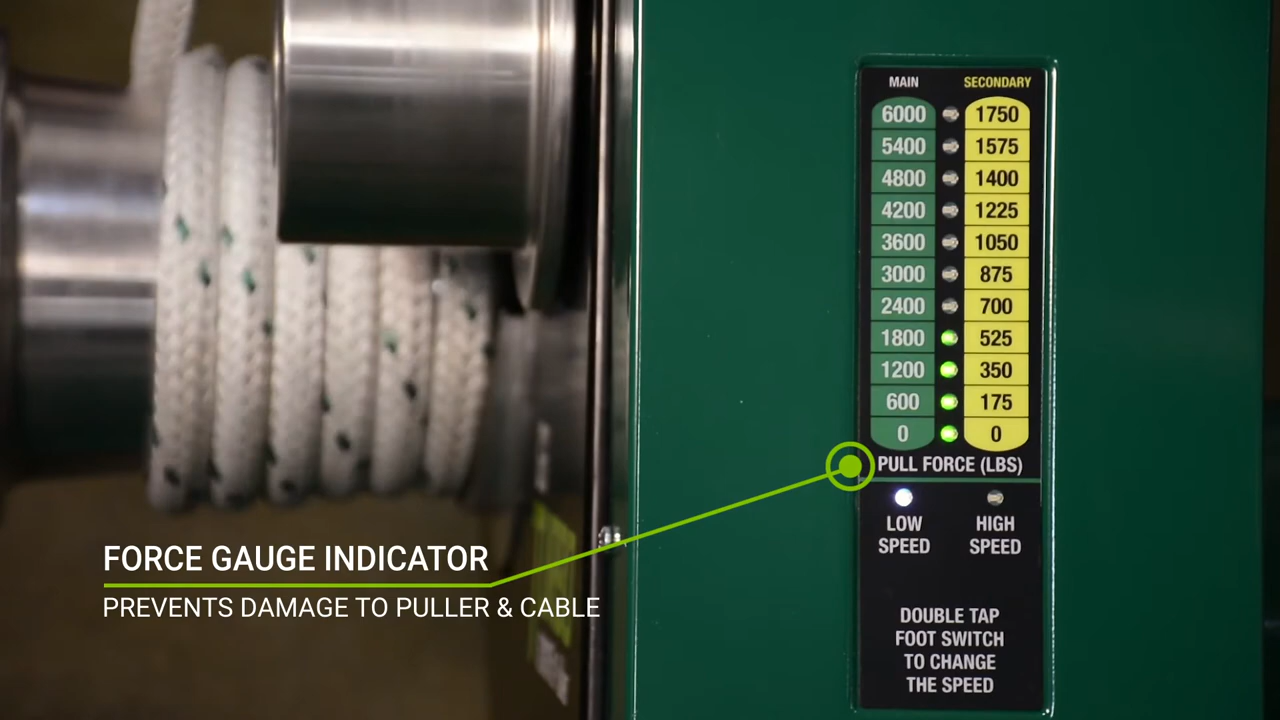 MAIN SECONDARY
6000 1750
5400 1575
4800 1400
4200 1225
3600 1050
3000 875
2400 700
1800 525
1200 350
600 175
0 0
PULL FORCE (LBS)
LOW SPEED
HIGH SPEED
DOUBLE TAP
FOOT SWITCH
TO CHANGE
THE SPEED
FORCE GAUGE INDICATOR
PREVENTS DAMAGE TO PULLER & CABLE